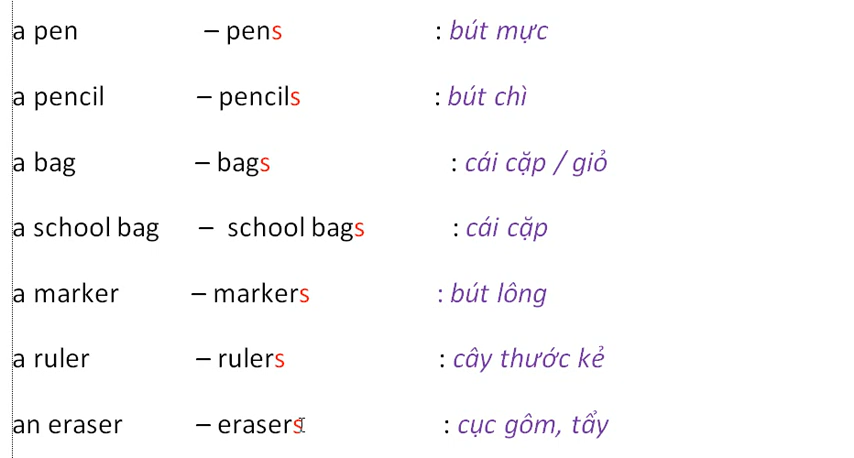 a pen – pens : bút mực
a pencil – pencils : bút chì
a bag – bags : cái cặp / giỏ
a school bag – school bags : cái cặp
a marker – markers : bút lông
a ruler – rulers : cây thước kẻ
an eraser – erasers : cục gôm, tẩy